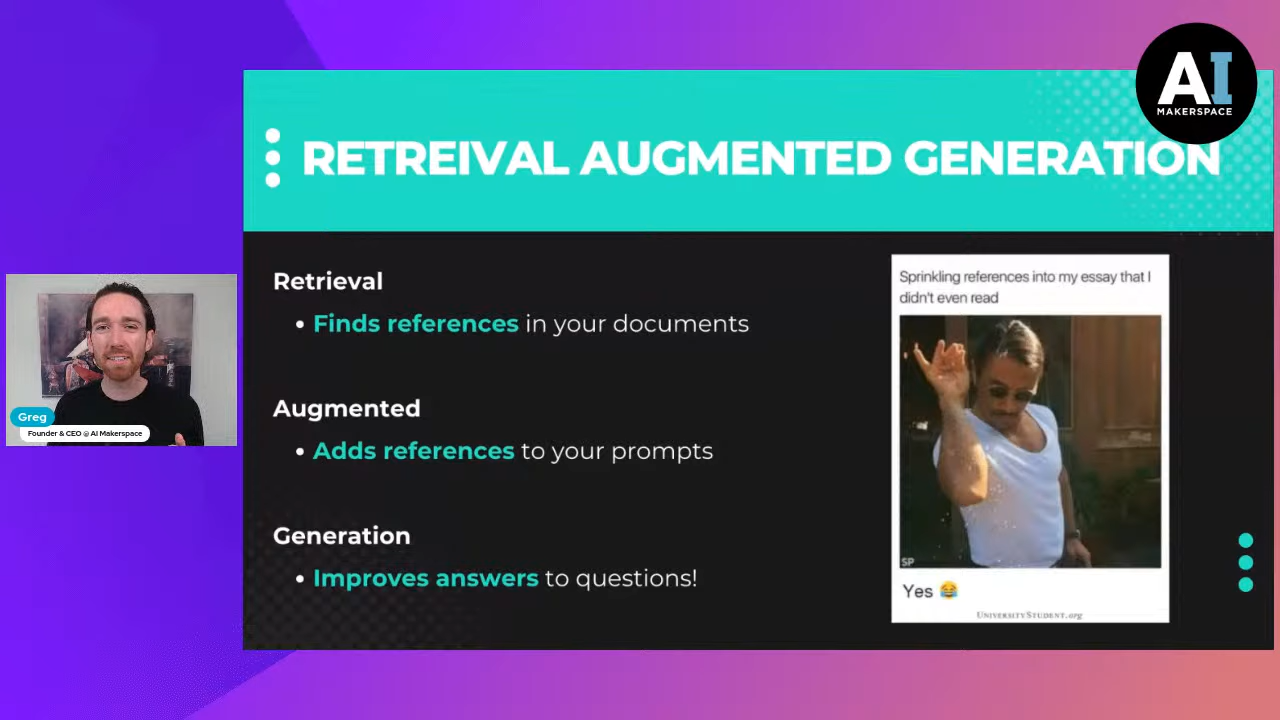 AI
MAKERSPACE
RETREIVAL AUGMENTED GENERATION
Retrieval
• Finds references in your documents
Augmented
• Adds references to your prompts
Generation
• Improves answers to questions!
Sprinkling references into my essay that I
didn't even read
SP
Yes 😂
UNIVERSITYSTUDENT.org
Greg
Founder & CEO @ AI Makerspace